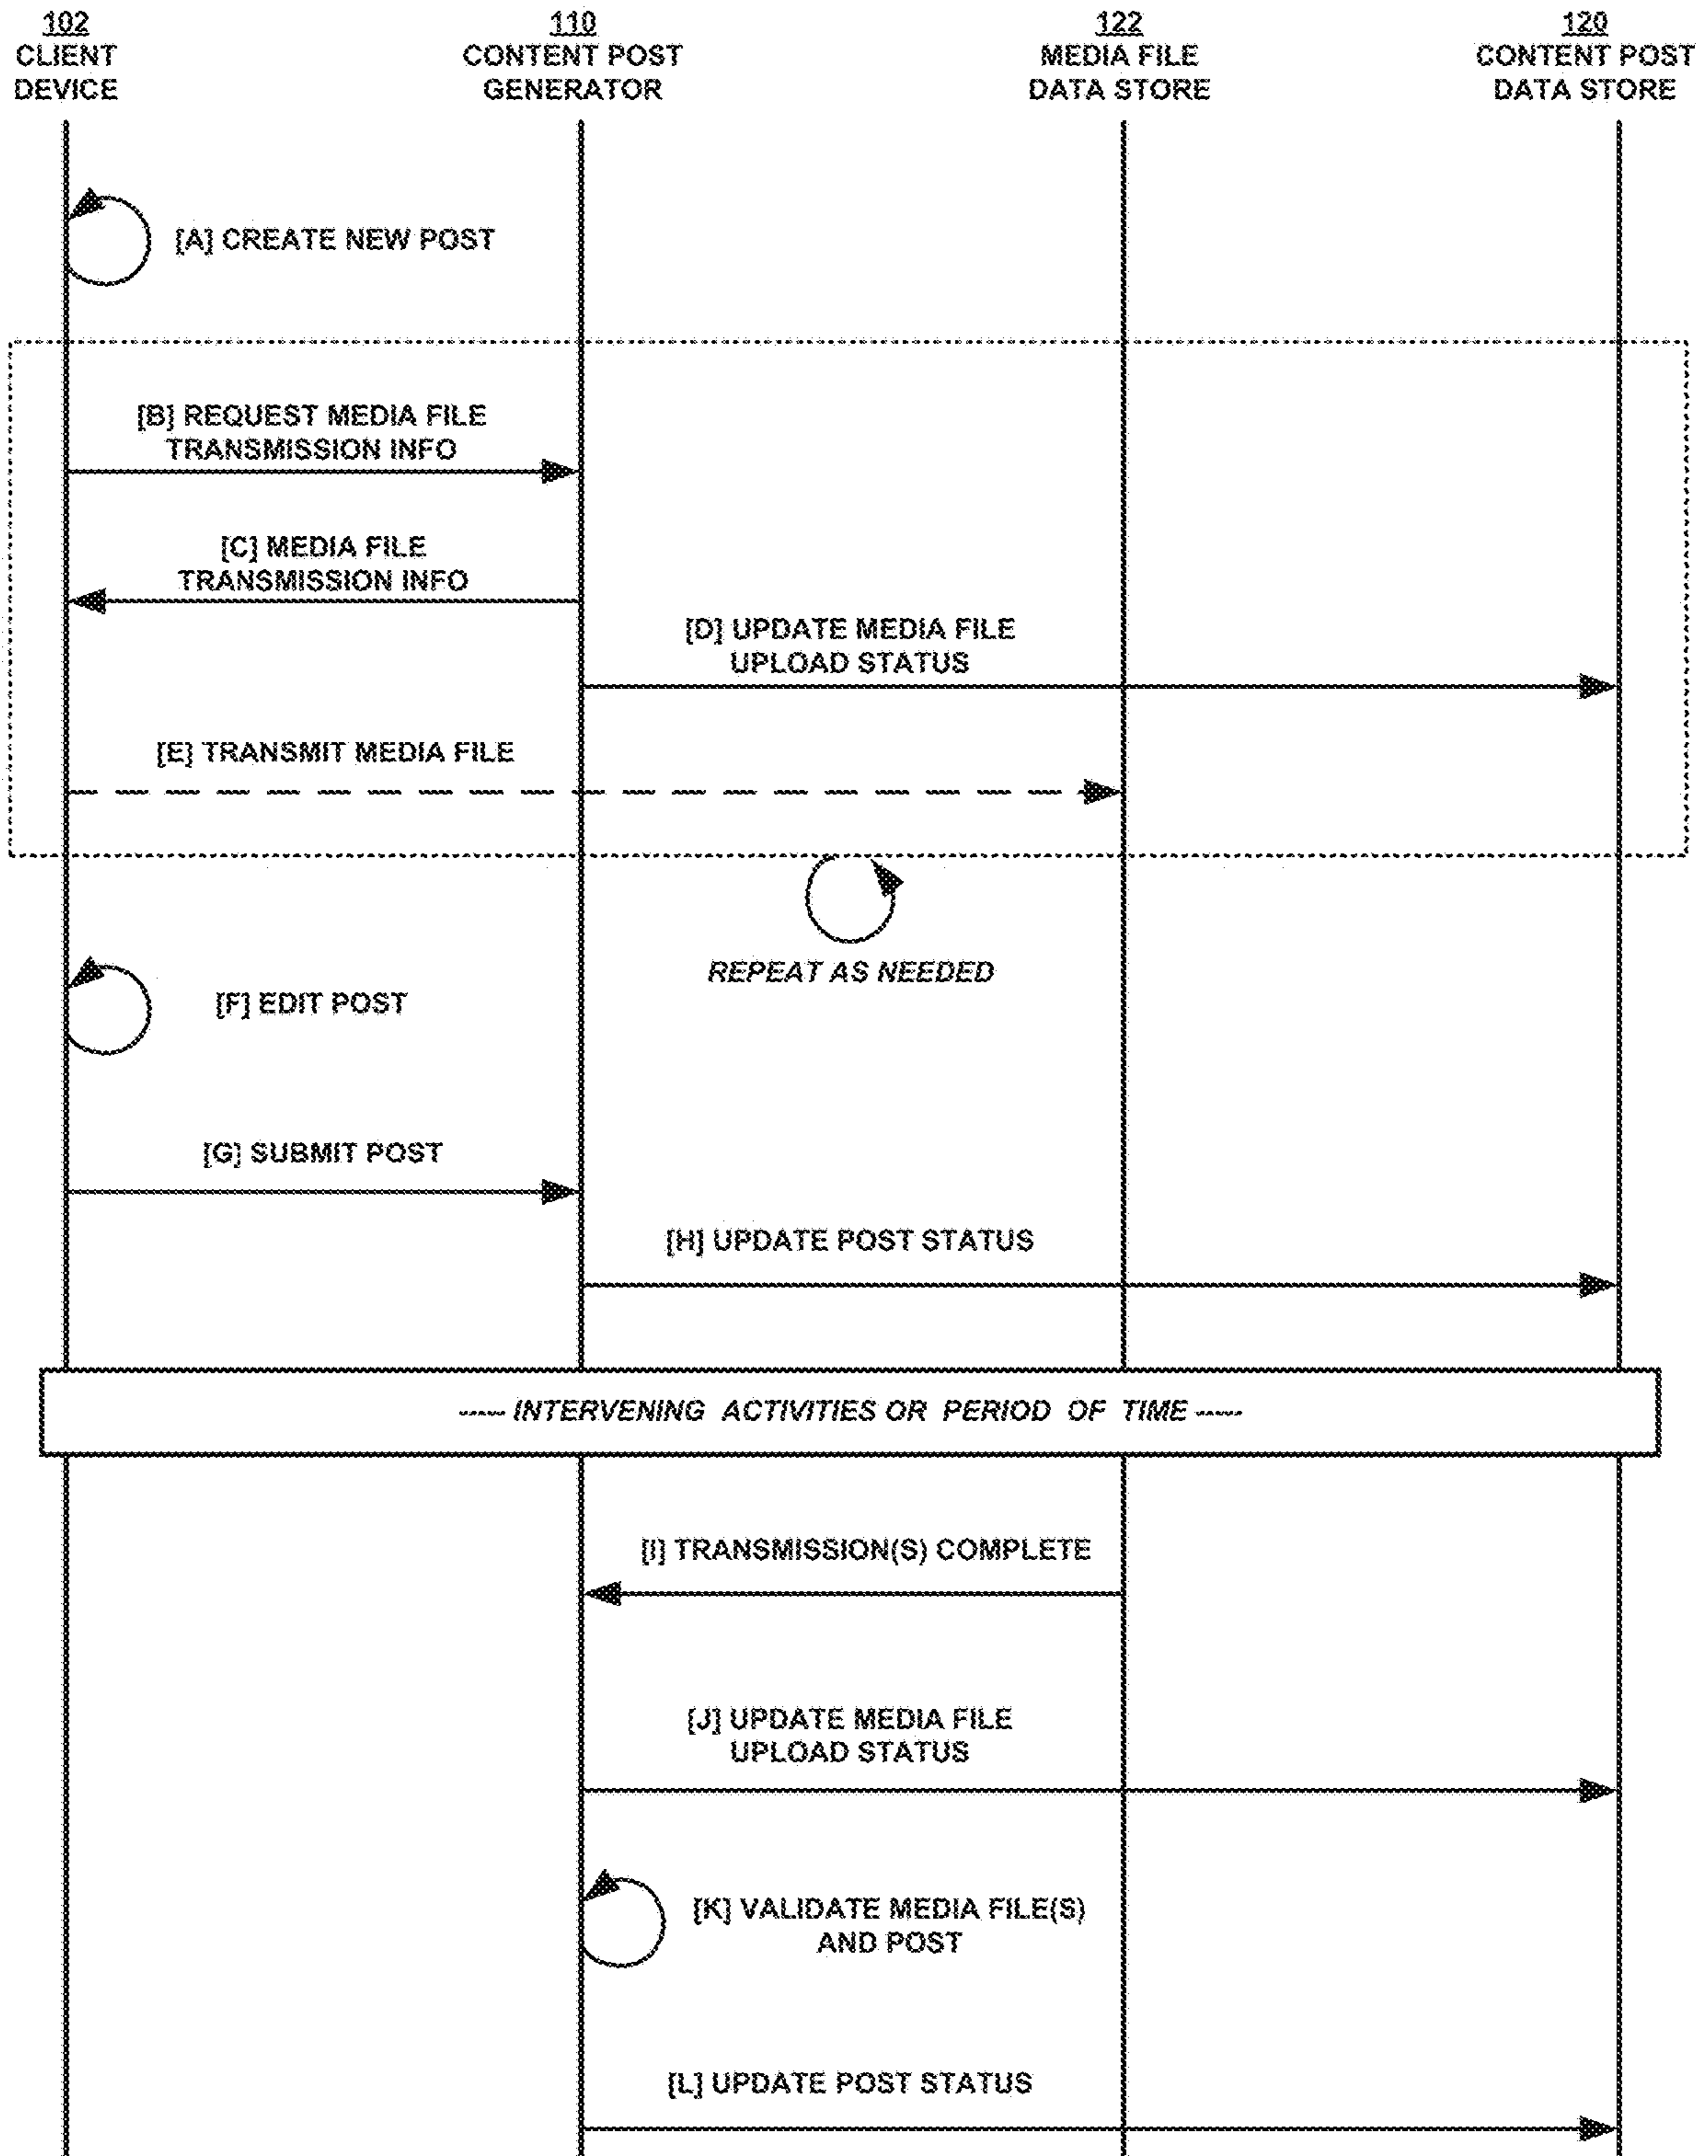 102
CLIENT
DEVICE
110
CONTENT POST
GENERATOR
122
MEDIA FILE
DATA STORE
120
CONTENT POST
DATA STORE
[A] CREATE NEW POST
[B] REQUEST MEDIA FILE
TRANSMISSION INFO
[C] MEDIA FILE
TRANSMISSION INFO
[D] UPDATE MEDIA FILE
UPLOAD STATUS
[E] TRANSMIT MEDIA FILE
REPEAT AS NEEDED
[F] EDIT POST
[G] SUBMIT POST
[H] UPDATE POST STATUS
----- INTERVENING ACTIVITIES OR PERIOD OF TIME -----
[I] TRANSMISSION(S) COMPLETE
[J] UPDATE MEDIA FILE
UPLOAD STATUS
[K] VALIDATE MEDIA FILE(S)
AND POST
[L] UPDATE POST STATUS